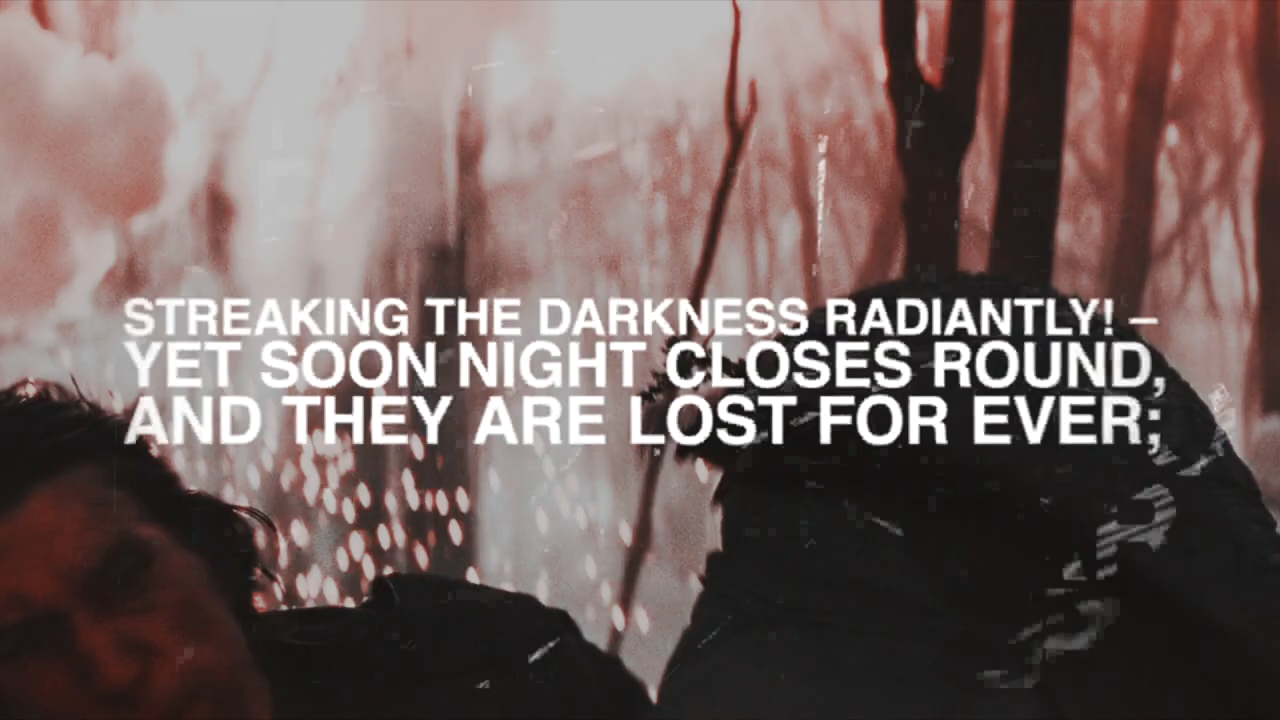 STREAKING THE DARKNESS RADIANTLY! –
YET SOON NIGHT CLOSES ROUND,
AND THEY ARE LOST FOR EVER;